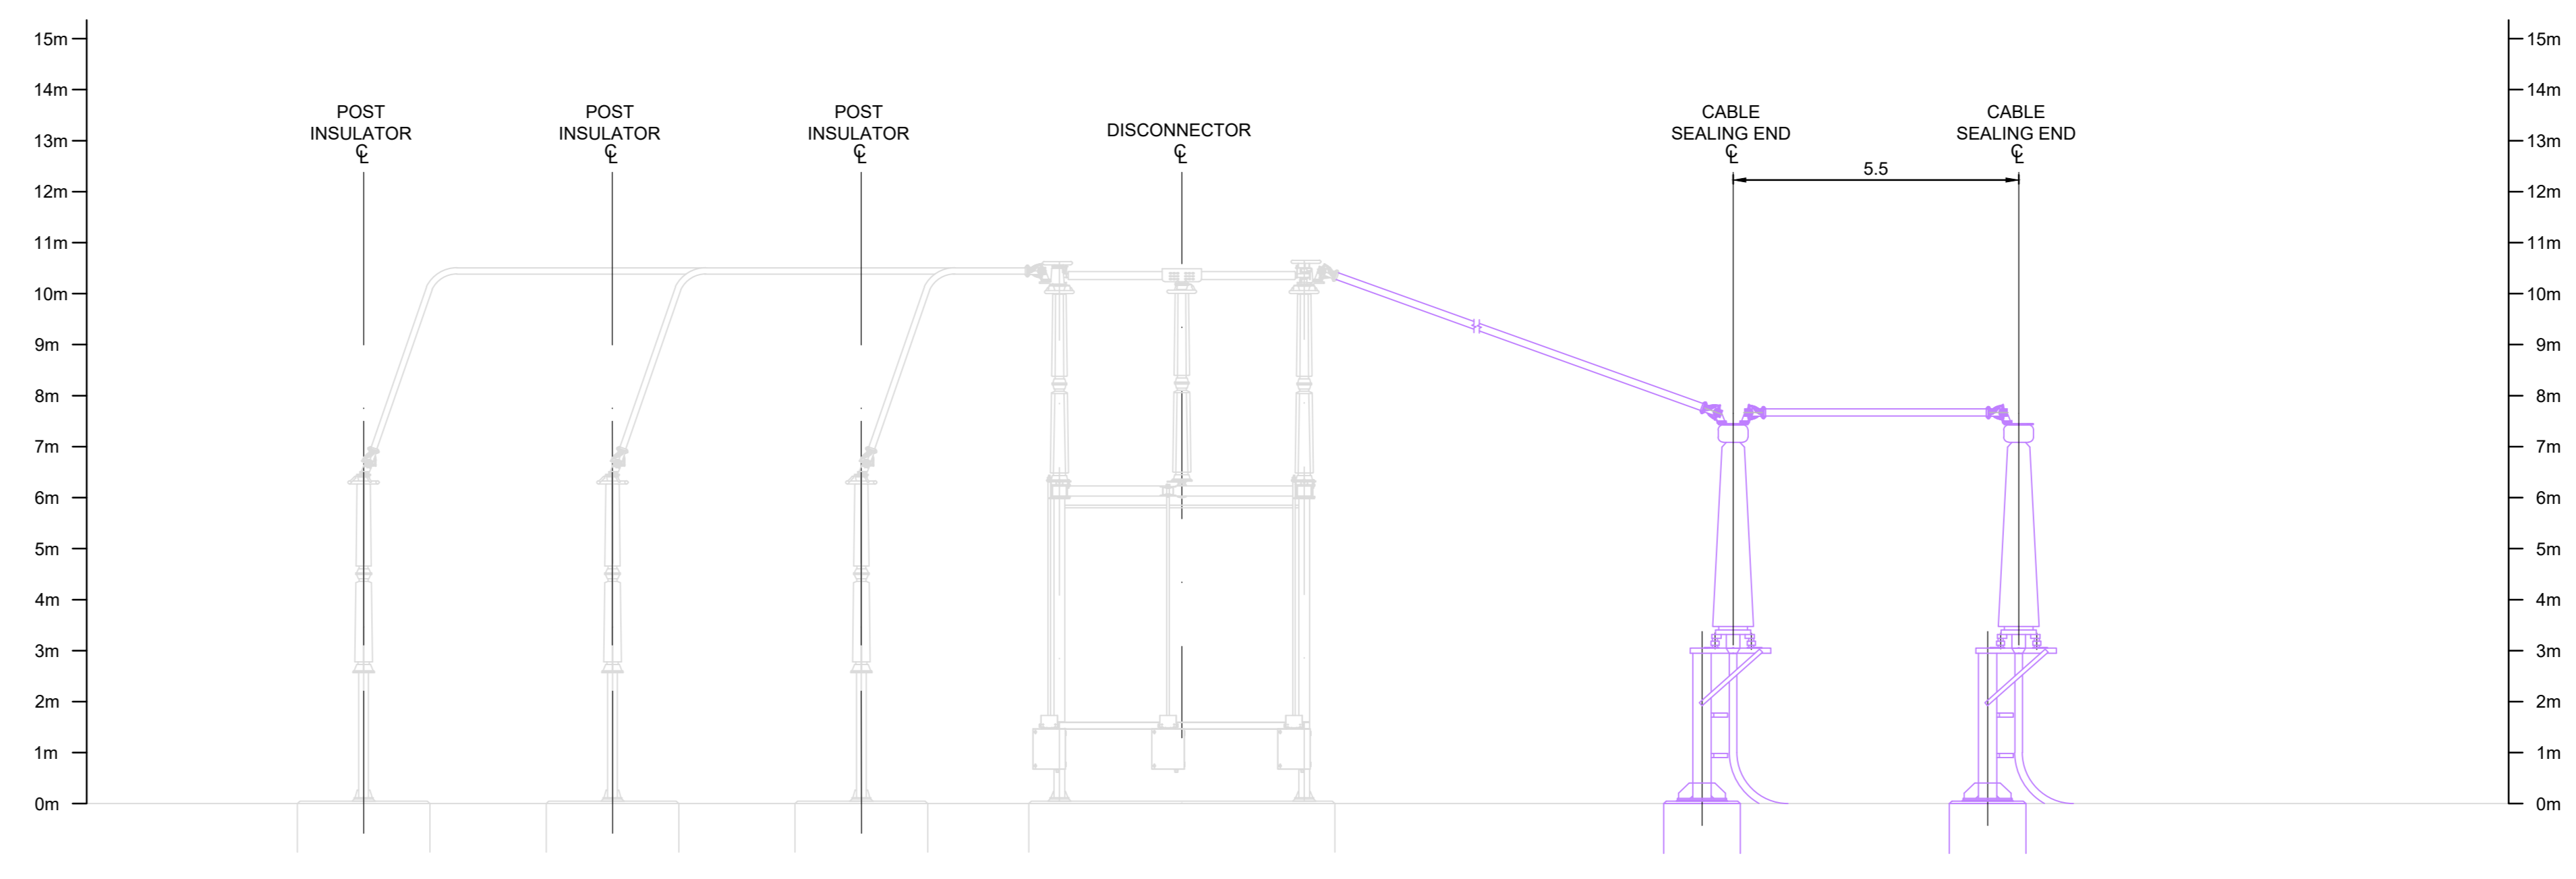 POST
INSULATOR
℄
POST
INSULATOR
℄
POST
INSULATOR
℄
DISCONNECTOR
℄
CABLE
SEALING END
℄
CABLE
SEALING END
℄
5.5
15m
14m
13m
12m
11m
10m
9m
8m
7m
6m
5m
4m
3m
2m
1m
0m
15m
14m
13m
12m
11m
10m
9m
8m
7m
6m
5m
4m
3m
2m
1m
0m